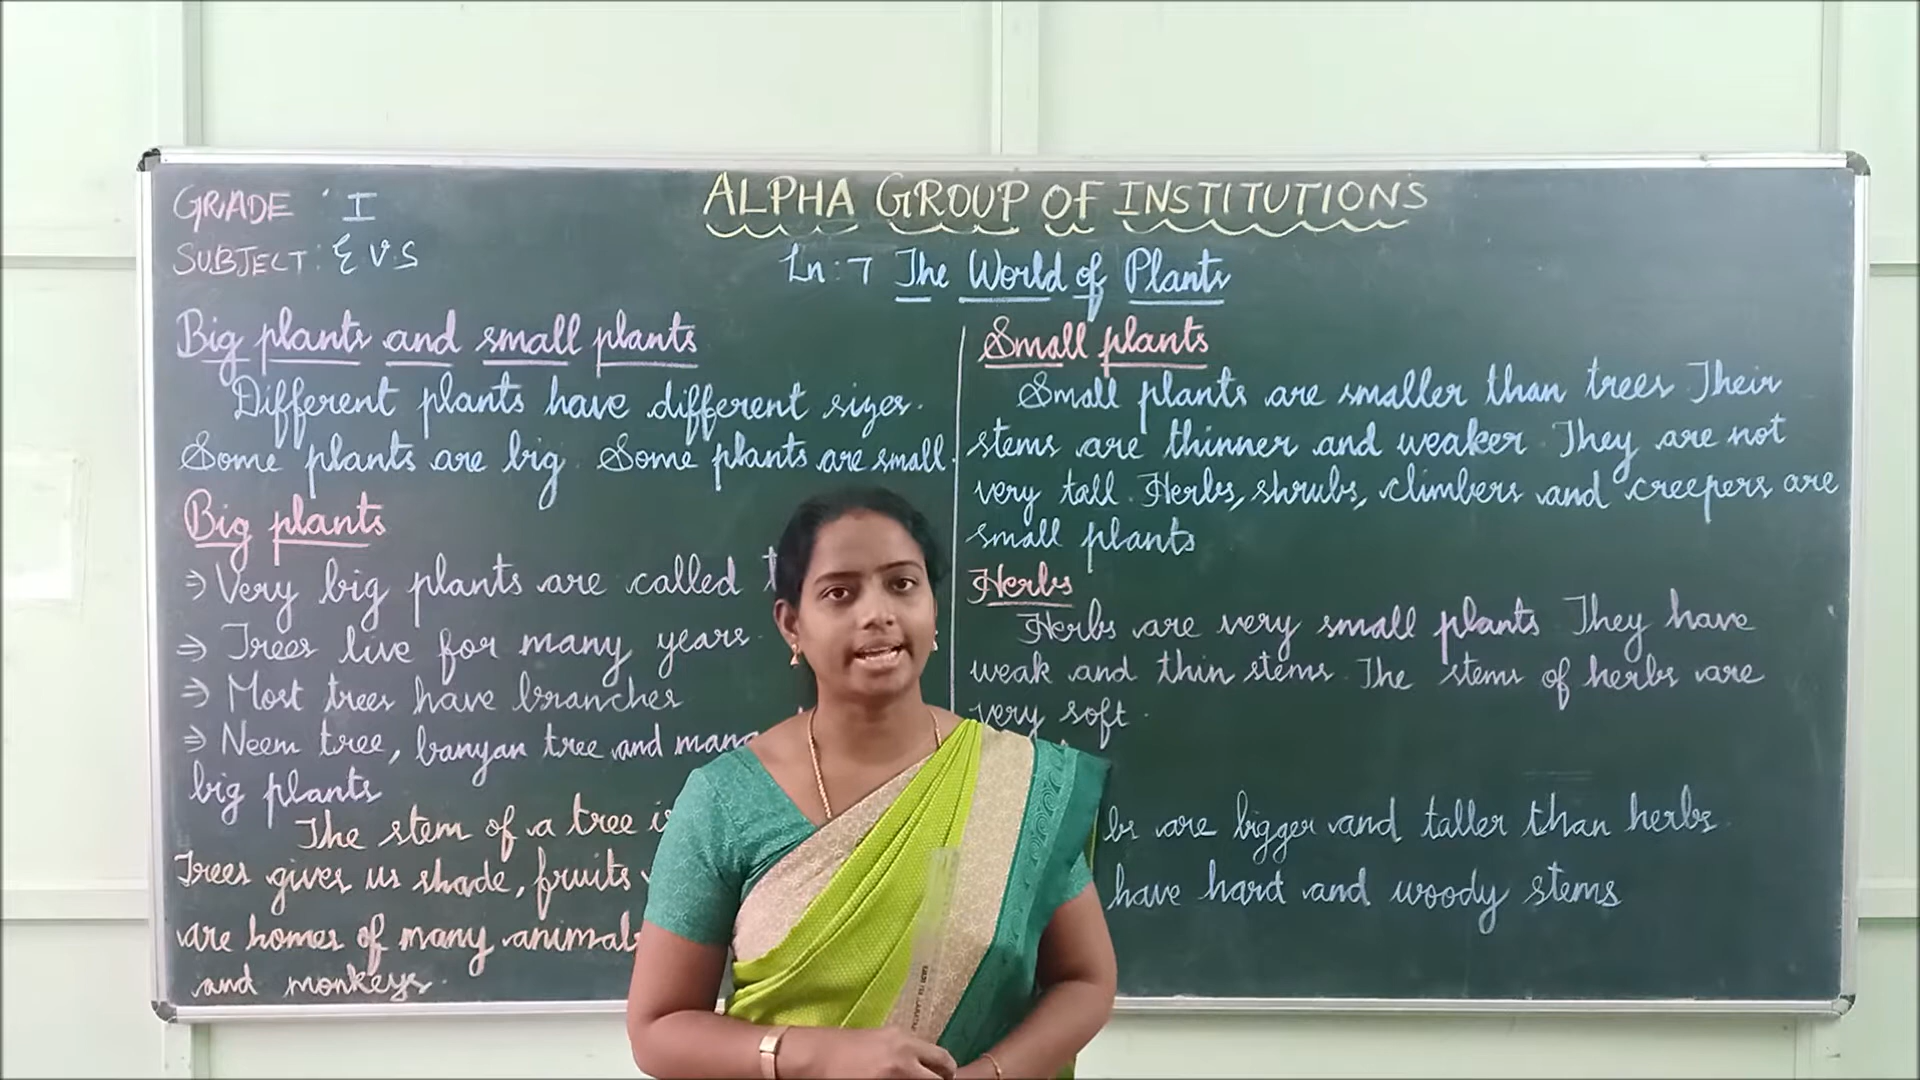 GRADE : I
SUBJECT : E V S
ALPHA GROUP OF INSTITUTIONS
Ln : 7 The World of Plants
Big plants and small plants
Different plants have different sizes.
Some plants are big. Some plants are small.
Big plants
⇒ Very big plants are called
⇒ Trees live for many years.
⇒ Most trees have branches
⇒ Neem tree, banyan tree and
big plants
The stem of a tree
Trees gives us shade, fruits
are homes of many animals
and monkeys.
Small plants
Small plants are smaller than trees Their
stems are thinner and weaker. They are not
very tall. Herbs, shrubs, climbers and creepers are
small plants
Herbs
Herbs are very small plants They have
weak and thin stems. The stems of herbs are
very soft.
are bigger and taller than herbs.
have hard and woody stems